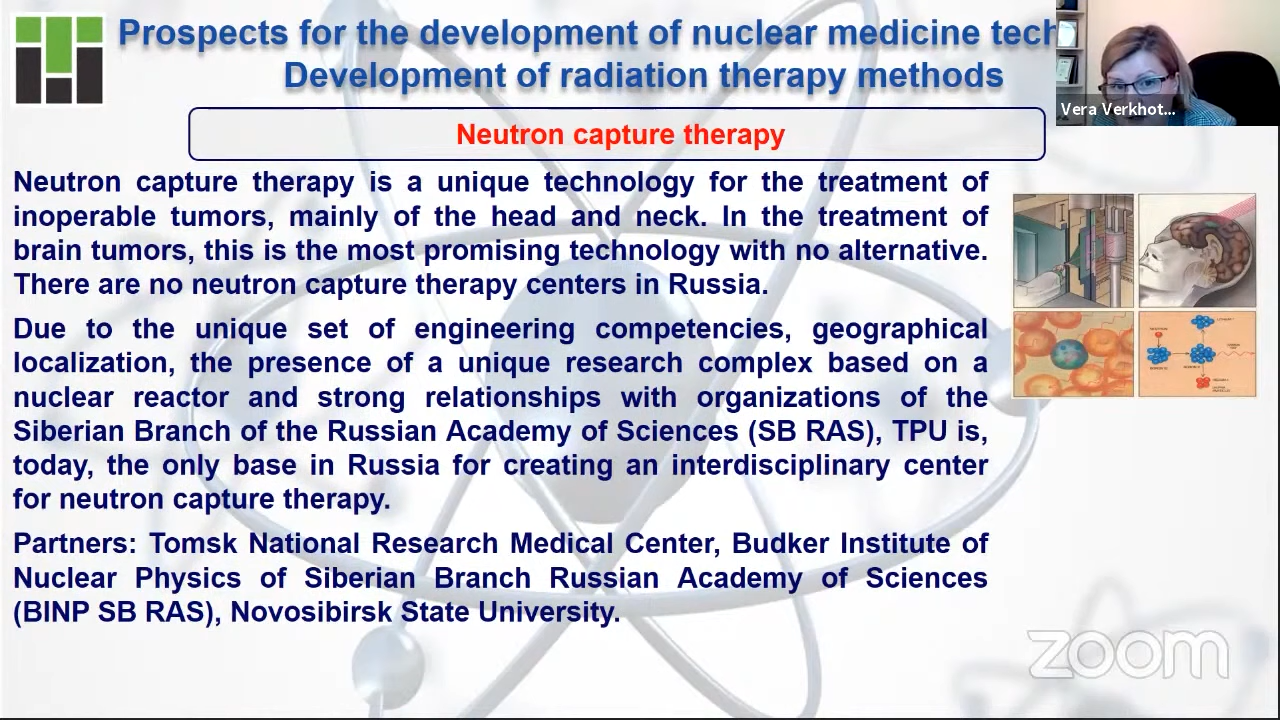 Prospects for the development of nuclear medicine tech
Development of radiation therapy methods
Vera Verkhot...
Neutron capture therapy
Neutron capture therapy is a unique technology for the treatment of
inoperable tumors, mainly of the head and neck. In the treatment of
brain tumors, this is the most promising technology with no alternative.
There are no neutron capture therapy centers in Russia.
Due to the unique set of engineering competencies, geographical
localization, the presence of a unique research complex based on a
nuclear reactor and strong relationships with organizations of the
Siberian Branch of the Russian Academy of Sciences (SB RAS), TPU is,
today, the only base in Russia for creating an interdisciplinary center
for neutron capture therapy.
Partners: Tomsk National Research Medical Center, Budker Institute of
Nuclear Physics of Siberian Branch Russian Academy of Sciences
(BINP SB RAS), Novosibirsk State University.
zoom